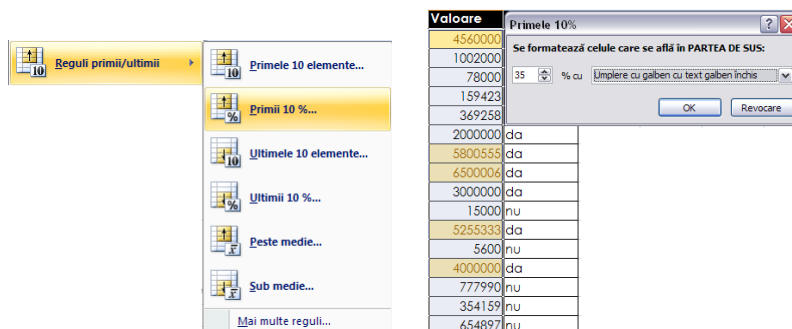 Reguli primii/ultimii
Primele 10 elemente...
Primii 10 %...
Ultimele 10 elemente...
Ultimii 10 %...
Peste medie...
Sub medie...
Mai multe reguli...
Valoare
Primele 10%
Se formatează celule care se află în PARTEA DE SUS:
35 % cu Umplere cu galben cu text galben închis
OK Revocare
4560000
1002000
78000
159423
369258
2000000 da
5800555 da
6500006 da
3000000 da
15000 nu
5255333 da
5600 nu
4000000 da
777990 nu
354159 nu
654897 nu